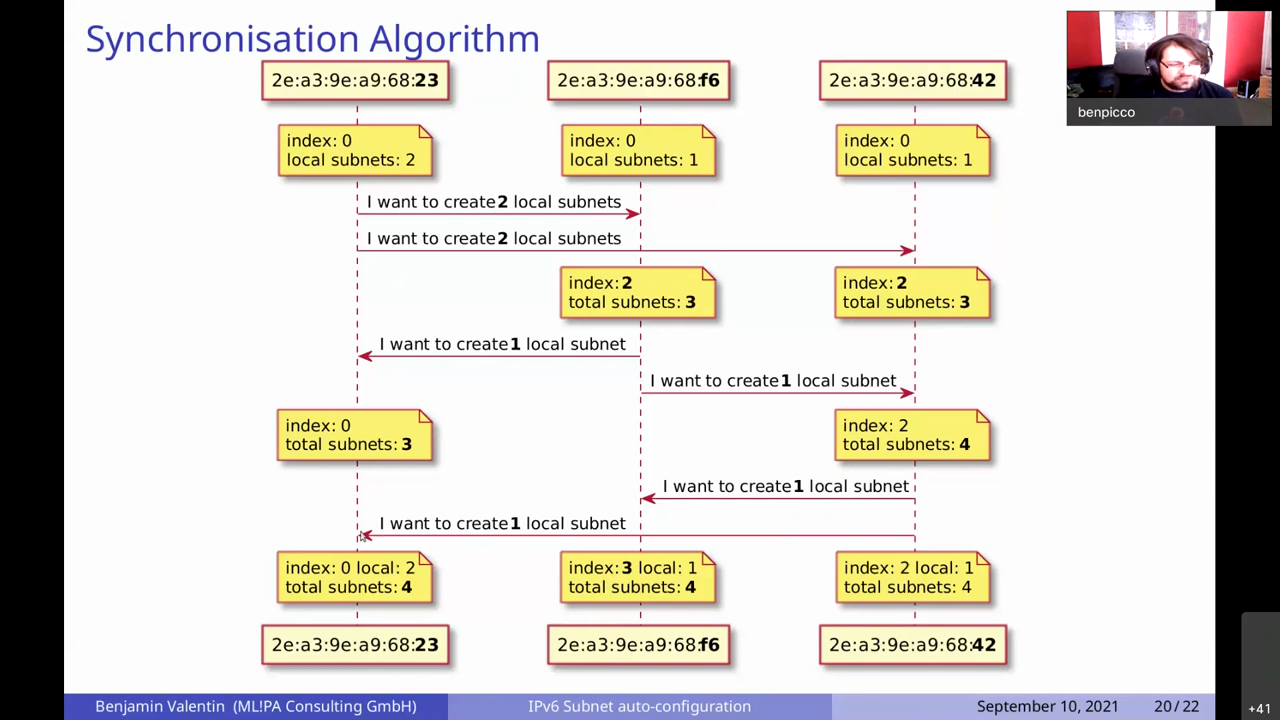 Synchronisation Algorithm
2e:a3:9e:a9:68:23
2e:a3:9e:a9:68:f6
2e:a3:9e:a9:68:42
benpicco
index: 0
local subnets: 2
index: 0
local subnets: 1
index: 0
local subnets: 1
I want to create 2 local subnets
I want to create 2 local subnets
index: 2
total subnets: 3
index: 2
total subnets: 3
I want to create 1 local subnet
I want to create 1 local subnet
index: 0
total subnets: 3
index: 2
total subnets: 4
I want to create 1 local subnet
I want to create 1 local subnet
index: 0 local: 2
total subnets: 4
index: 3 local: 1
total subnets: 4
index: 2 local: 1
total subnets: 4
2e:a3:9e:a9:68:23
2e:a3:9e:a9:68:f6
2e:a3:9e:a9:68:42
Benjamin Valentin (ML!PA Consulting GmbH)
IPv6 Subnet auto-configuration
September 10, 2021
20 / 22
+41